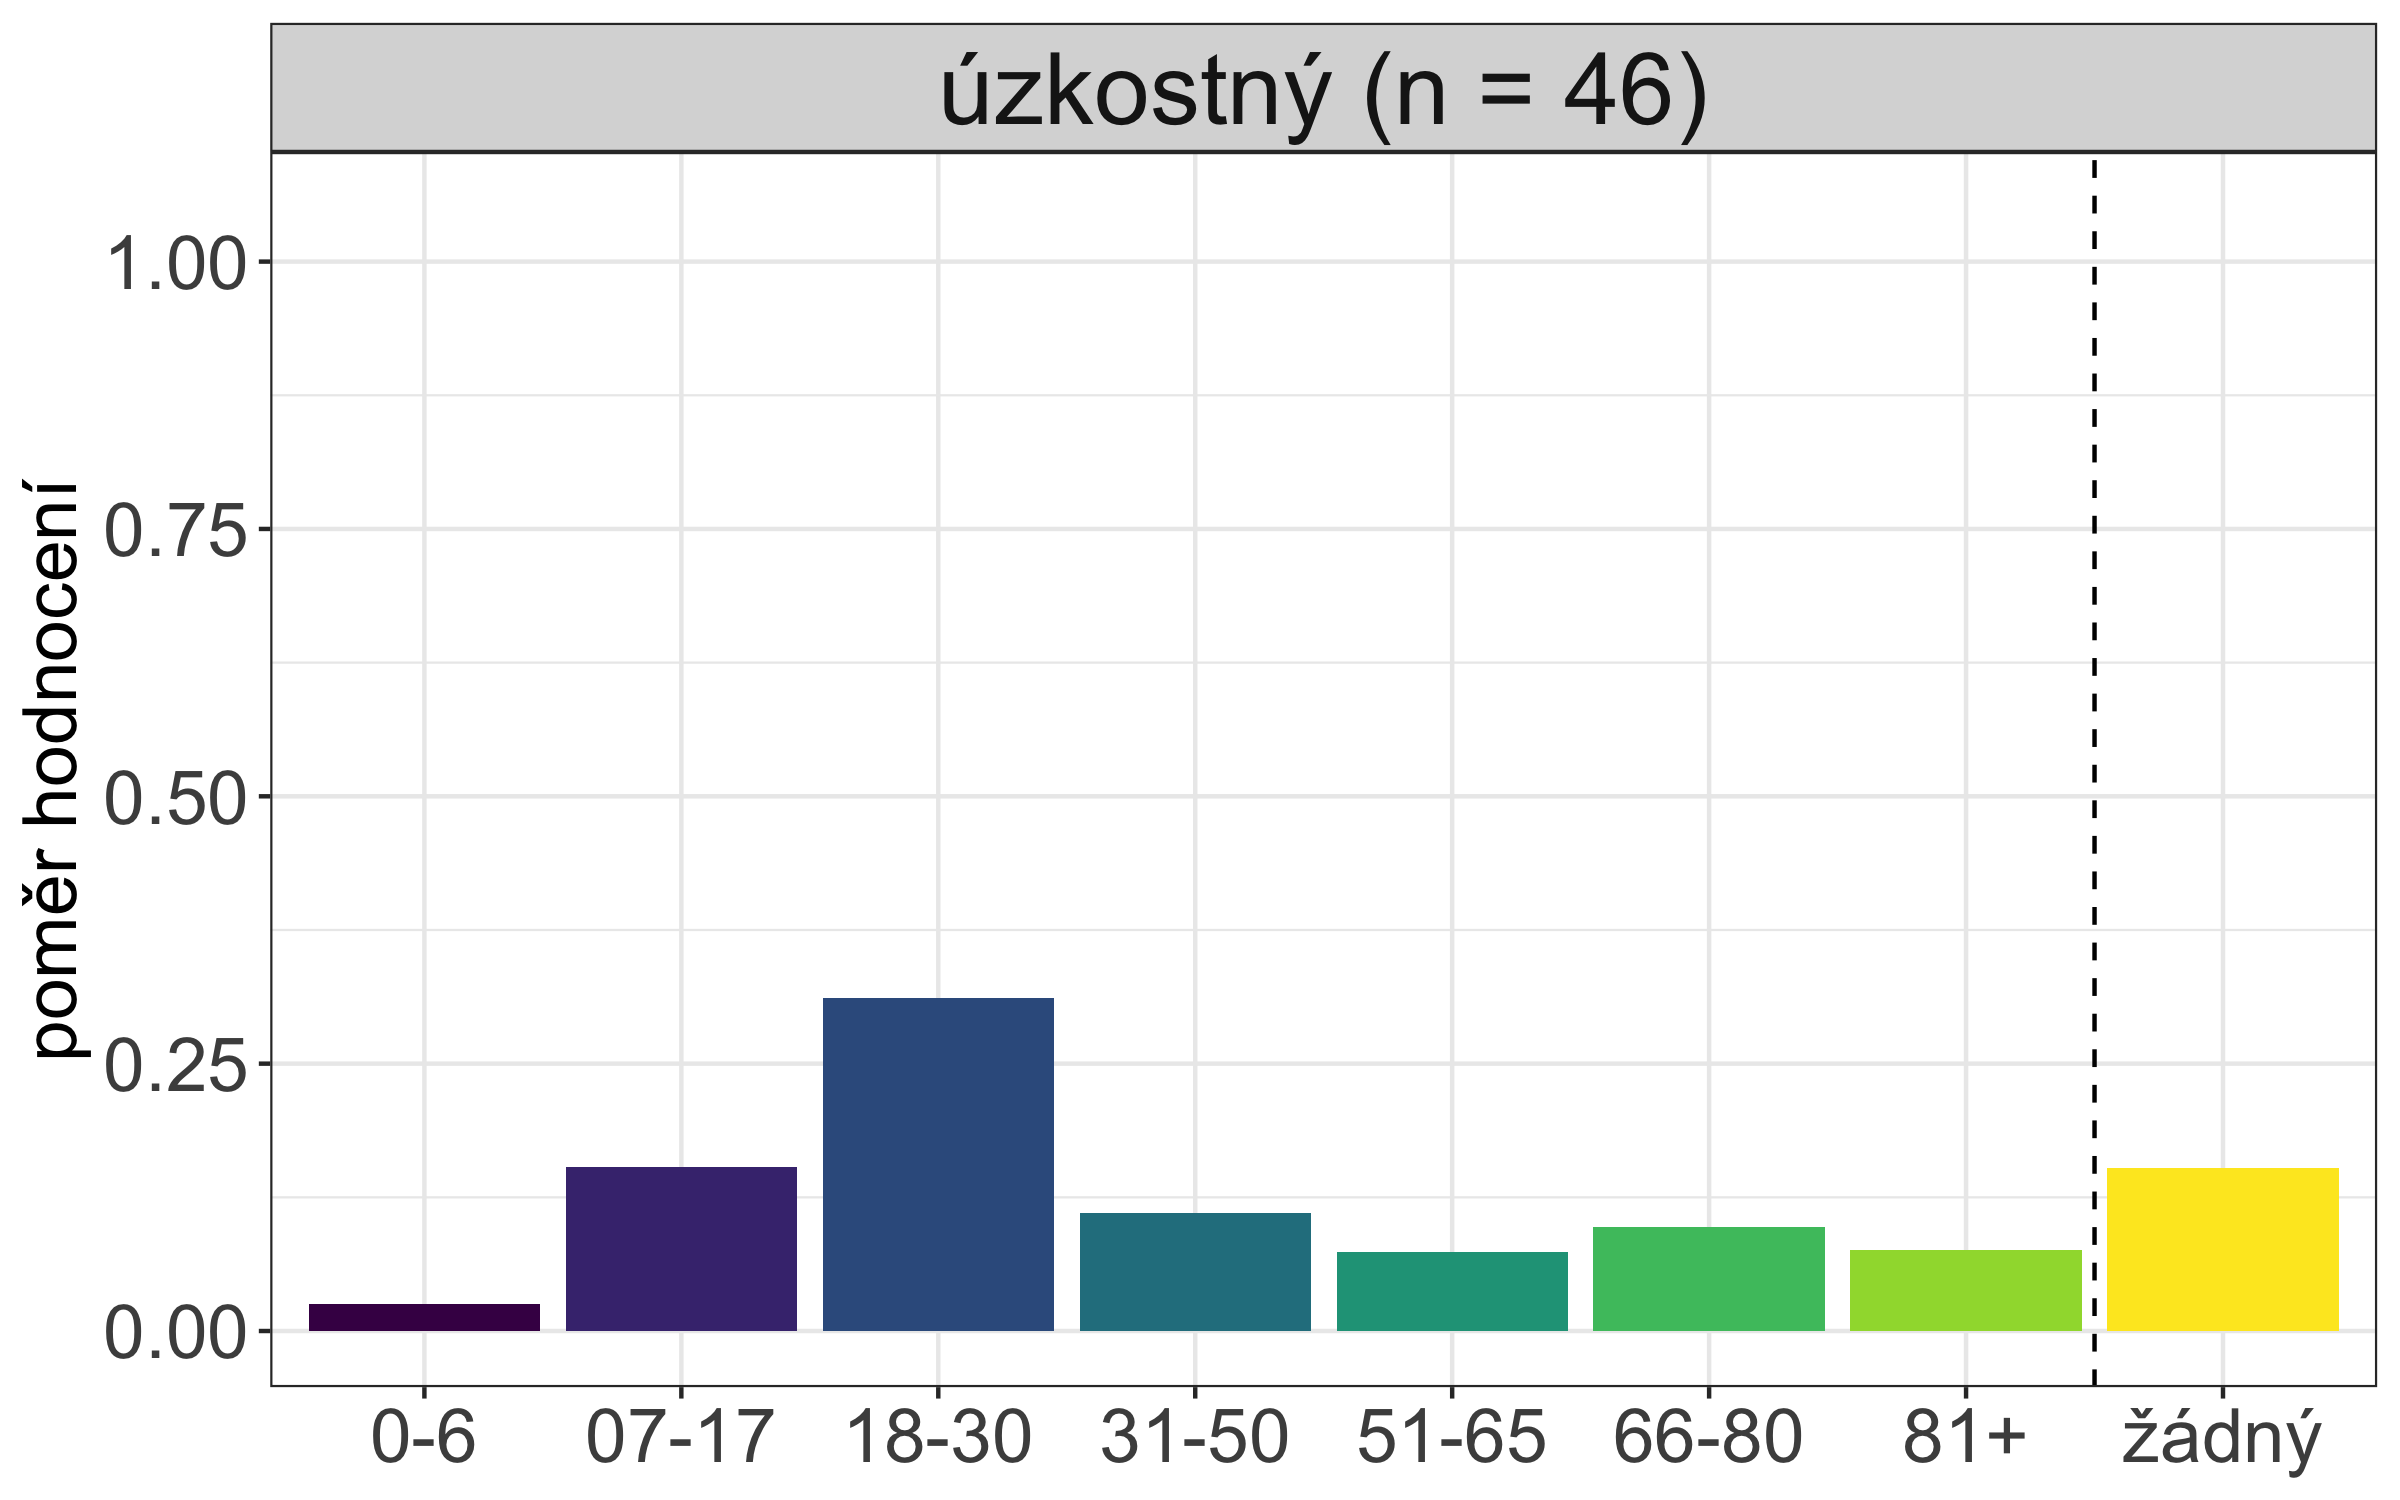 úzkostný (n = 46)
poměr hodnocení
1.00
0.75
0.50
0.25
0.00
0-6 07-17 18-30 31-50 51-65 66-80 81+ žádný